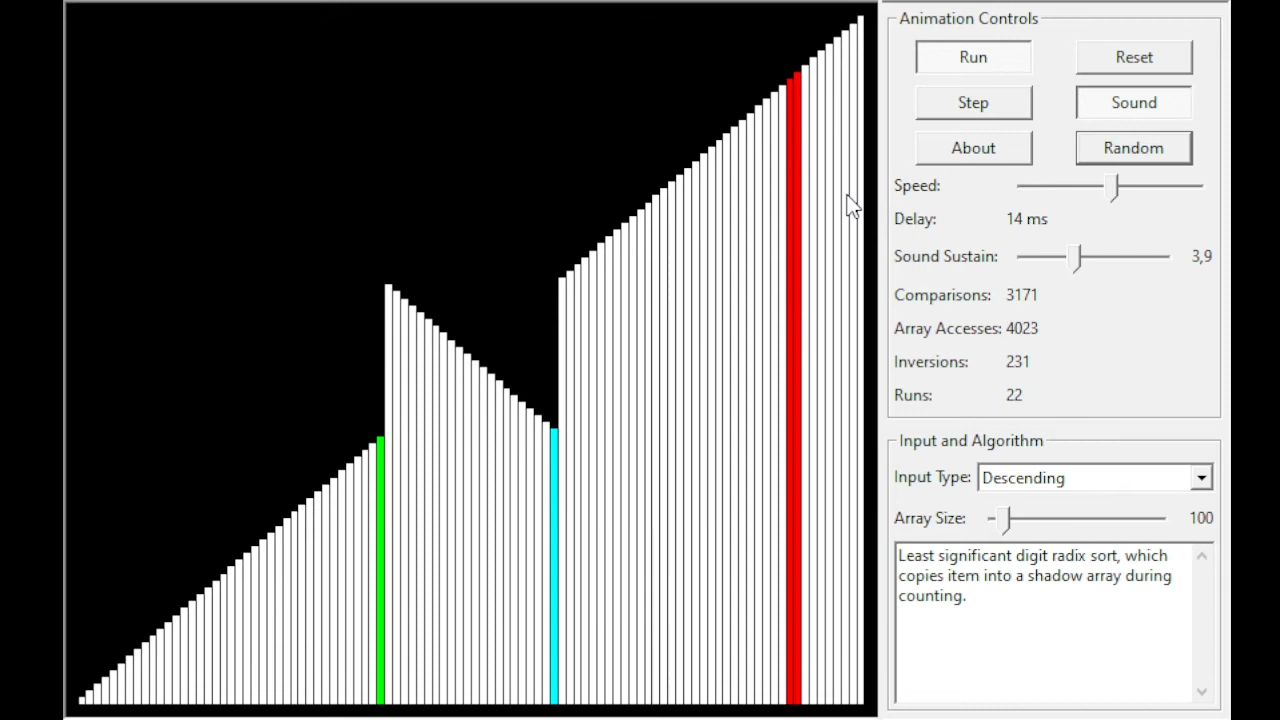 Animation Controls
Run
Reset
Step
Sound
About
Random
Speed:
Delay: 14 ms
Sound Sustain: 3,9
Comparisons: 3171
Array Accesses: 4023
Inversions: 231
Runs: 22
Input and Algorithm
Input Type: Descending
Array Size: 100
Least significant digit radix sort, which
copies item into a shadow array during
counting.